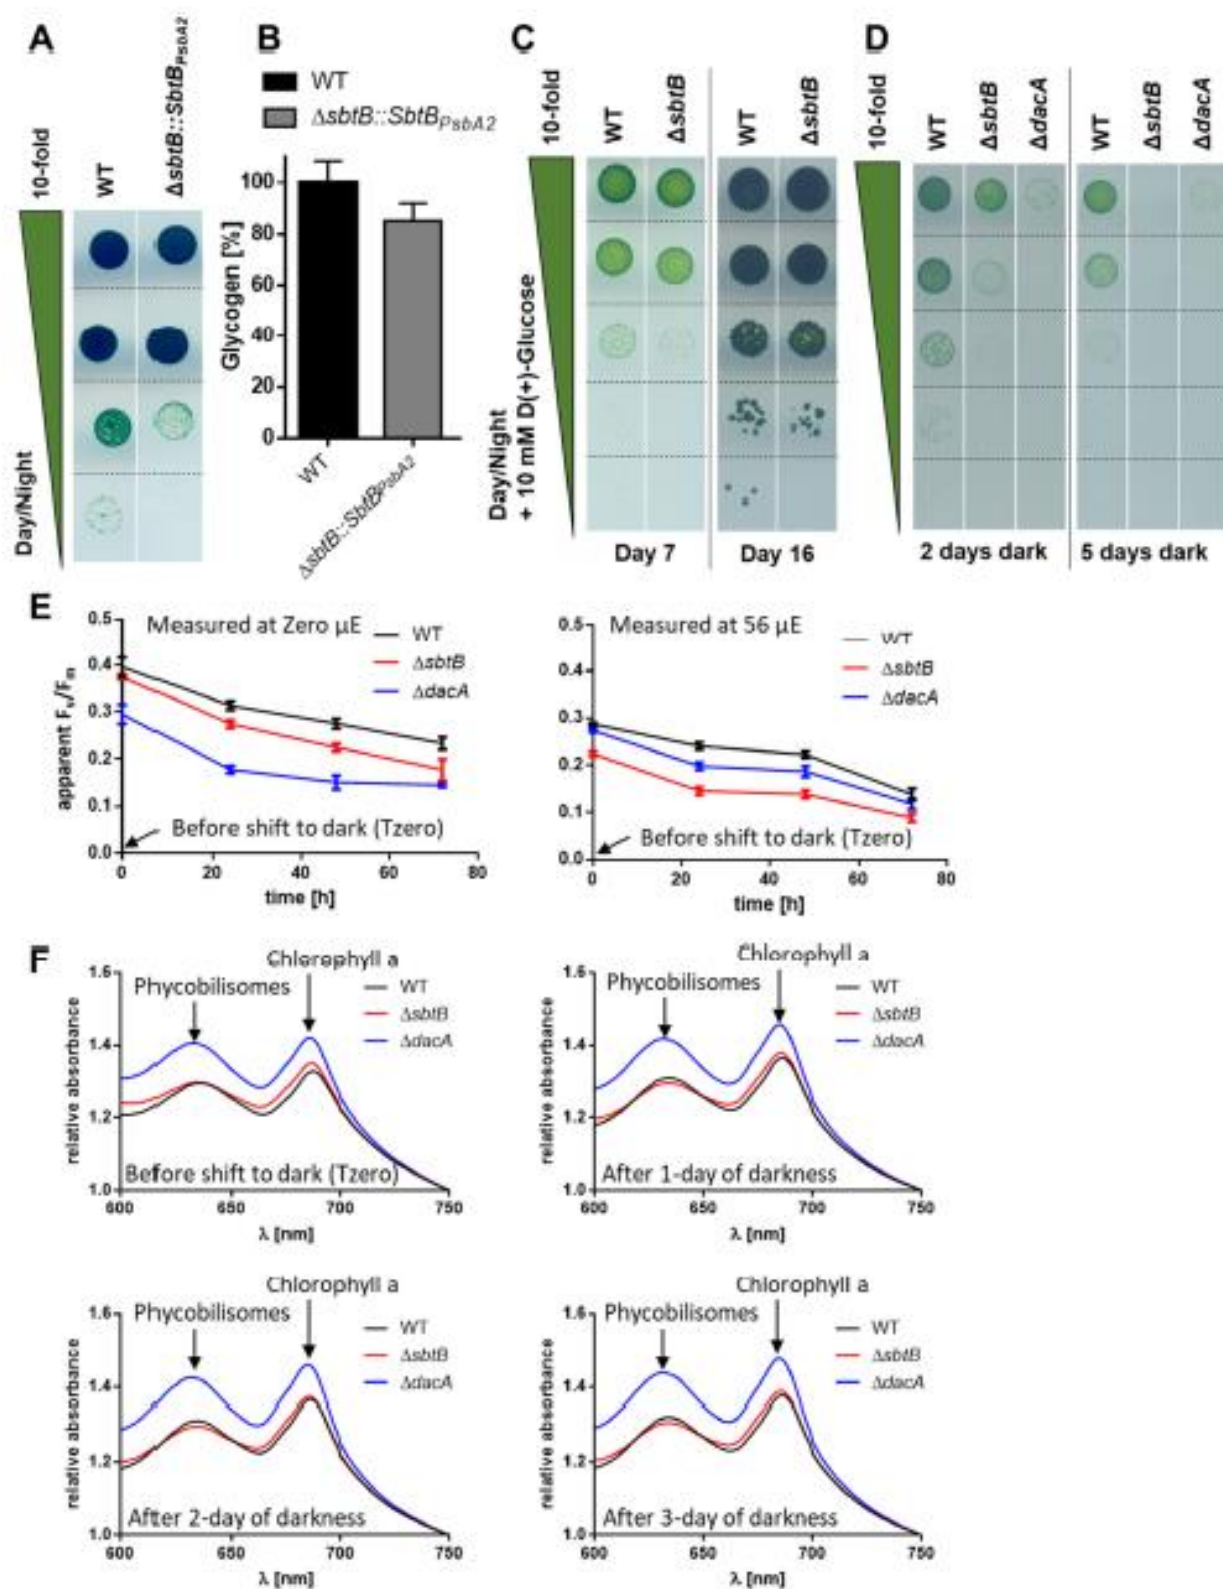 A
10-fold
WT
ΔsbtB::SbtB PsbA2
Day/Night
B
WT
ΔsbtB::SbtB PsbA2
Glycogen [%]
100
80
60
40
20
0
WT
ΔsbtB::SbtB PsbA2
C
10-fold
WT
ΔsbtB
WT
ΔsbtB
Day/Night
+ 10 mM D(+)-Glucose
Day 7
Day 16
D
10-fold
WT
ΔsbtB
ΔdacA
WT
ΔsbtB
ΔdacA
2 days dark
5 days dark
E
Measured at Zero µE
WT
ΔsbtB
ΔdacA
apparent Fv/Fm
0.5
0.4
0.3
0.2
0.1
0.0
Before shift to dark (Tzero)
0 20 40 60 80
time [h]
Measured at 56 µE
WT
ΔsbtB
ΔdacA
0.5
0.4
0.3
0.2
0.1
0.0
Before shift to dark (Tzero)
0 20 40 60 80
time [h]
F
Chlorophyll a
Phycobilisomes
WT
ΔsbtB
ΔdacA
relative absorbance
1.6
1.4
1.2
1.0
Before shift to dark (Tzero)
600 650 700 750
λ [nm]
Chlorophyll a
Phycobilisomes
WT
ΔsbtB
ΔdacA
relative absorbance
1.6
1.4
1.2
1.0
After 1-day of darkness
600 650 700 750
λ [nm]
Chlorophyll a
Phycobilisomes
WT
ΔsbtB
ΔdacA
relative absorbance
1.6
1.4
1.2
1.0
After 2-day of darkness
600 650 700 750
λ [nm]
Chlorophyll a
Phycobilisomes
WT
ΔsbtB
ΔdacA
relative absorbance
1.6
1.4
1.2
1.0
After 3-day of darkness
600 650 700 750
λ [nm]